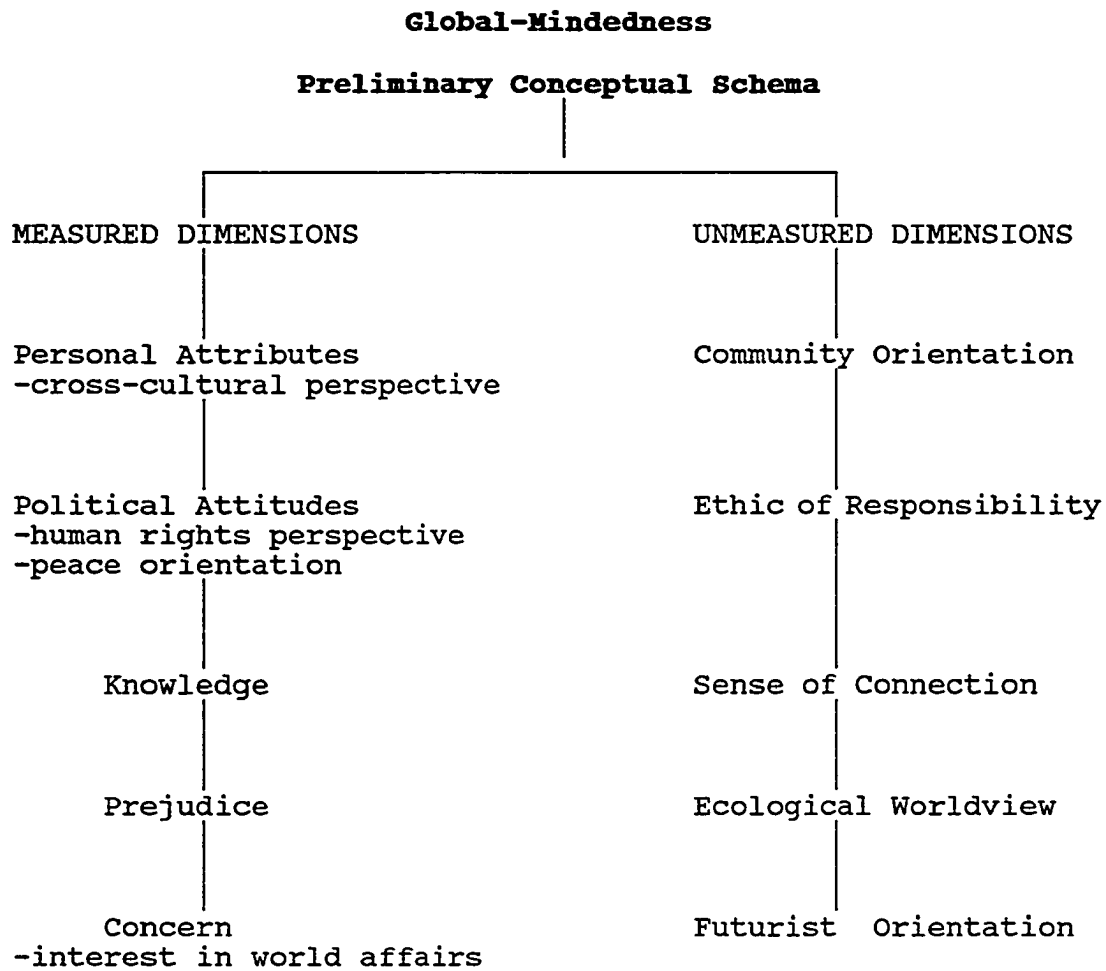 Global-Mindedness
Preliminary Conceptual Schema
MEASURED DIMENSIONS
Personal Attributes
-cross-cultural perspective
Political Attitudes
-human rights perspective
-peace orientation
Knowledge
Prejudice
Concern
-interest in world affairs
UNMEASURED DIMENSIONS
Community Orientation
Ethic of Responsibility
Sense of Connection
Ecological Worldview
Futurist Orientation